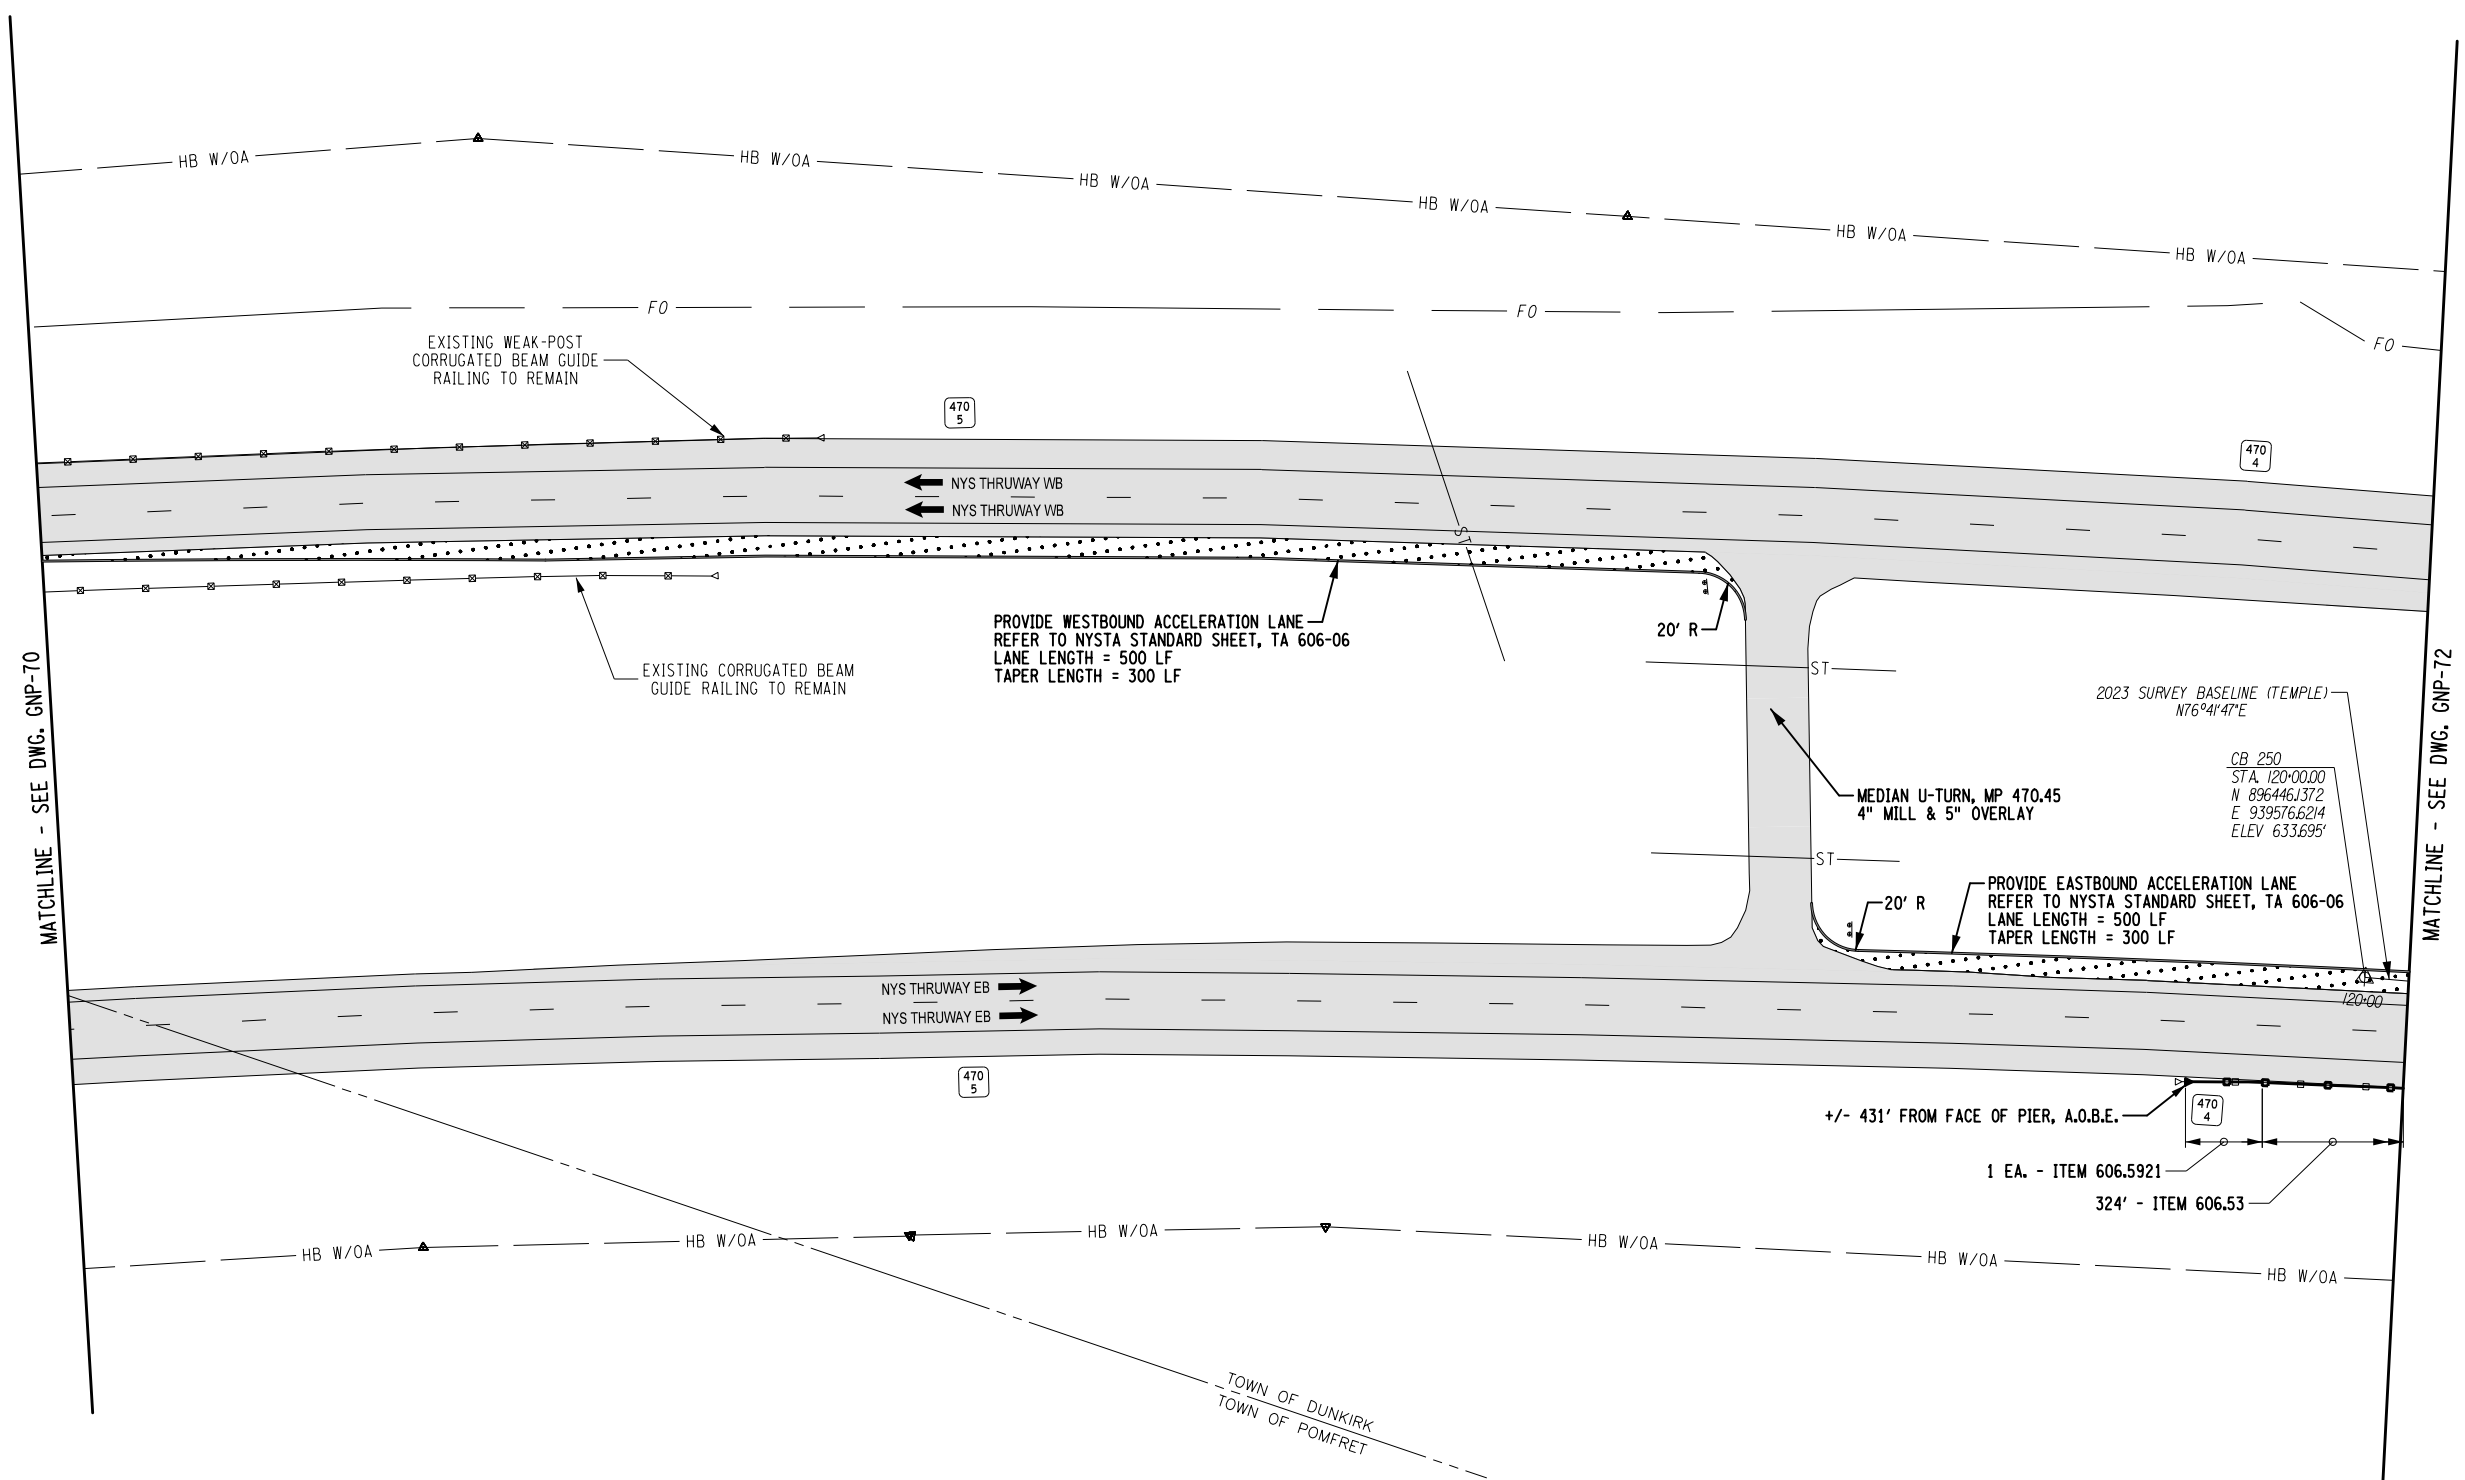 HB W/OA
HB W/OA
HB W/OA
HB W/OA
HB W/OA
HB W/OA
FO
FO
FO
EXISTING WEAK-POST
CORRUGATED BEAM GUIDE
RAILING TO REMAIN
470
5
470
4
NYS THRUWAY WB
NYS THRUWAY WB
ST
PROVIDE WESTBOUND ACCELERATION LANE
REFER TO NYSTA STANDARD SHEET, TA 606-06
LANE LENGTH = 500 LF
TAPER LENGTH = 300 LF
20' R
EXISTING CORRUGATED BEAM
GUIDE RAILING TO REMAIN
ST
MATCHLINE - SEE DWG. GNP-70
MATCHLINE - SEE DWG. GNP-72
2023 SURVEY BASELINE (TEMPLE)
N76°41'47"E
CB 250
STA. 120+00.00
N 896446.1372
E 939576.6214
ELEV 633.695'
MEDIAN U-TURN, MP 470.45
4" MILL & 5" OVERLAY
ST
PROVIDE EASTBOUND ACCELERATION LANE
REFER TO NYSTA STANDARD SHEET, TA 606-06
LANE LENGTH = 500 LF
TAPER LENGTH = 300 LF
20' R
120+00
NYS THRUWAY EB
NYS THRUWAY EB
470
5
470
4
+/- 431' FROM FACE OF PIER, A.O.B.E.
1 EA. - ITEM 606.5921
324' - ITEM 606.53
HB W/OA
HB W/OA
HB W/OA
HB W/OA
HB W/OA
HB W/OA
TOWN OF DUNKIRK
TOWN OF POMFRET